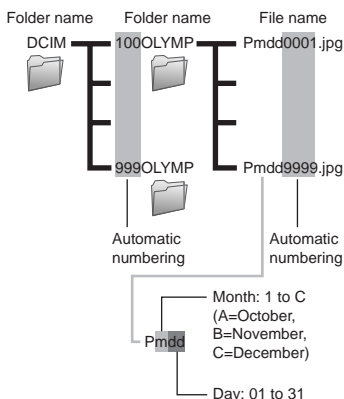 Folder name Folder name File name
DCIM 100OLYMP Pmdd0001.jpg
999OLYMP Pmdd9999.jpg
Automatic numbering
Automatic numbering
Pmdd
Month: 1 to C
(A=October,
B=November,
C=December)
Day: 01 to 31